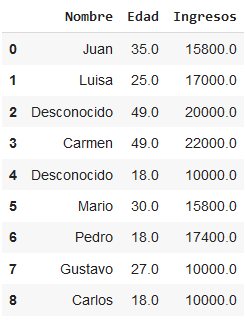 Nombre Edad Ingresos
0 Juan 35.0 15800.0
1 Luisa 25.0 17000.0
2 Desconocido 49.0 20000.0
3 Carmen 49.0 22000.0
4 Desconocido 18.0 10000.0
5 Mario 30.0 15800.0
6 Pedro 18.0 17400.0
7 Gustavo 27.0 10000.0
8 Carlos 18.0 10000.0